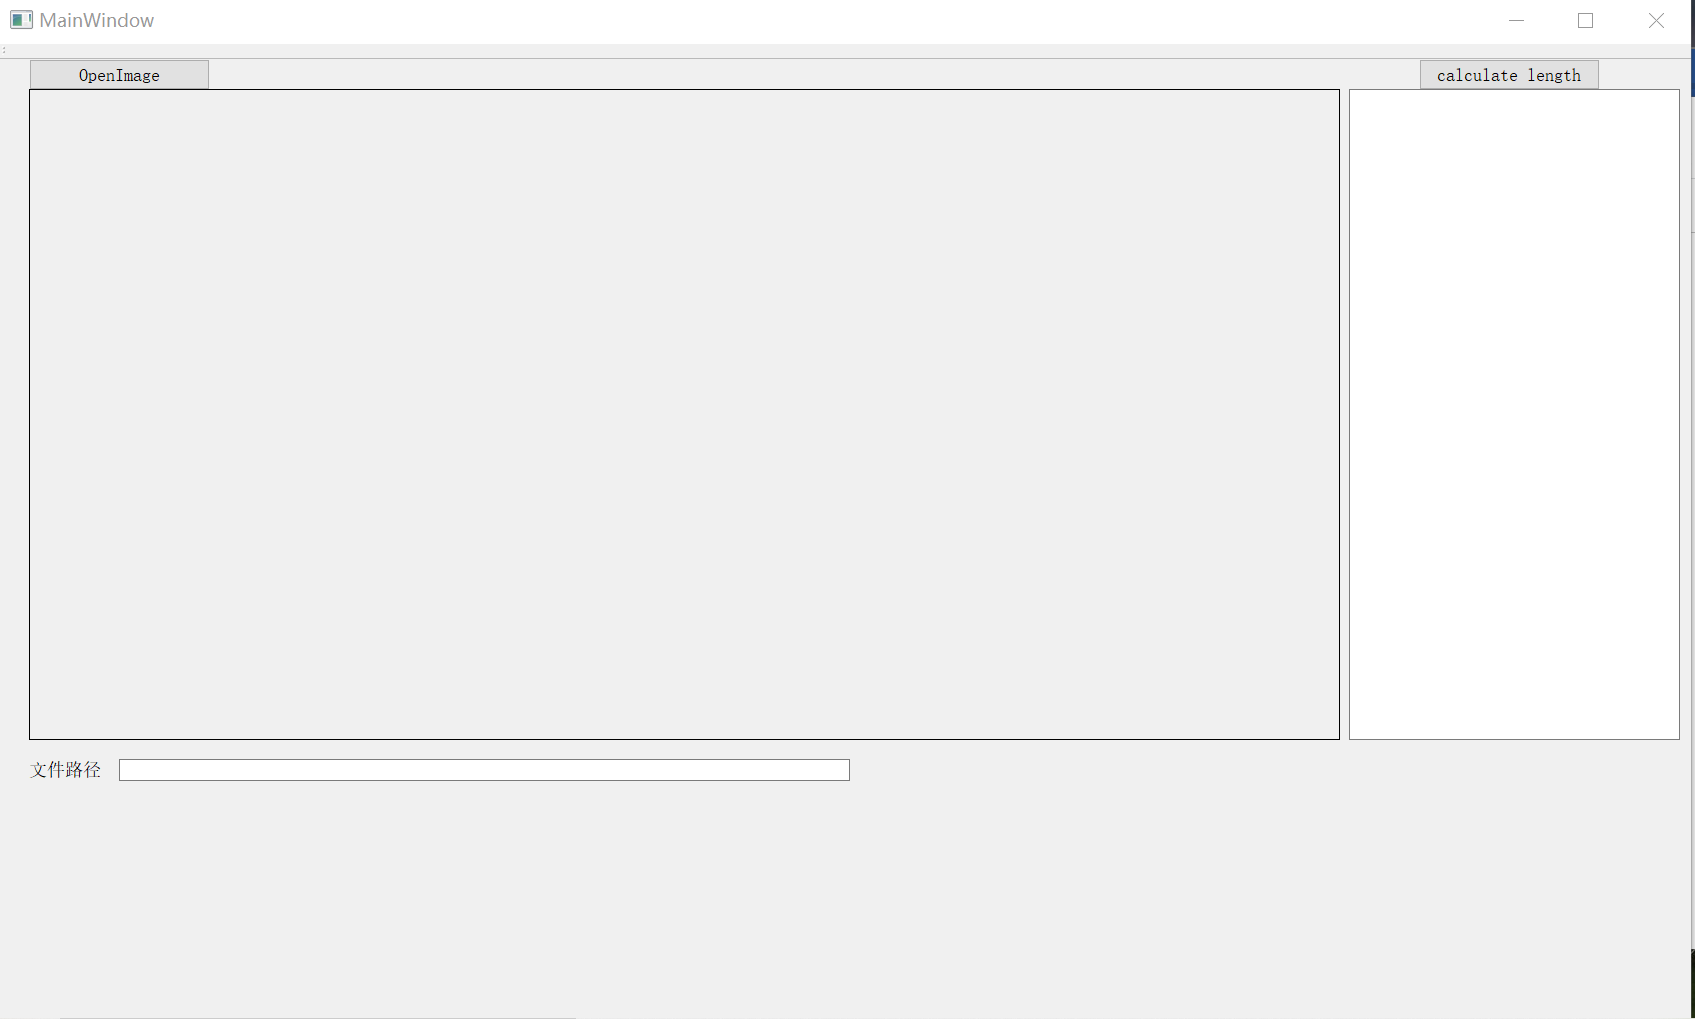 MainWindow
OpenImage
calculate length
文件路径